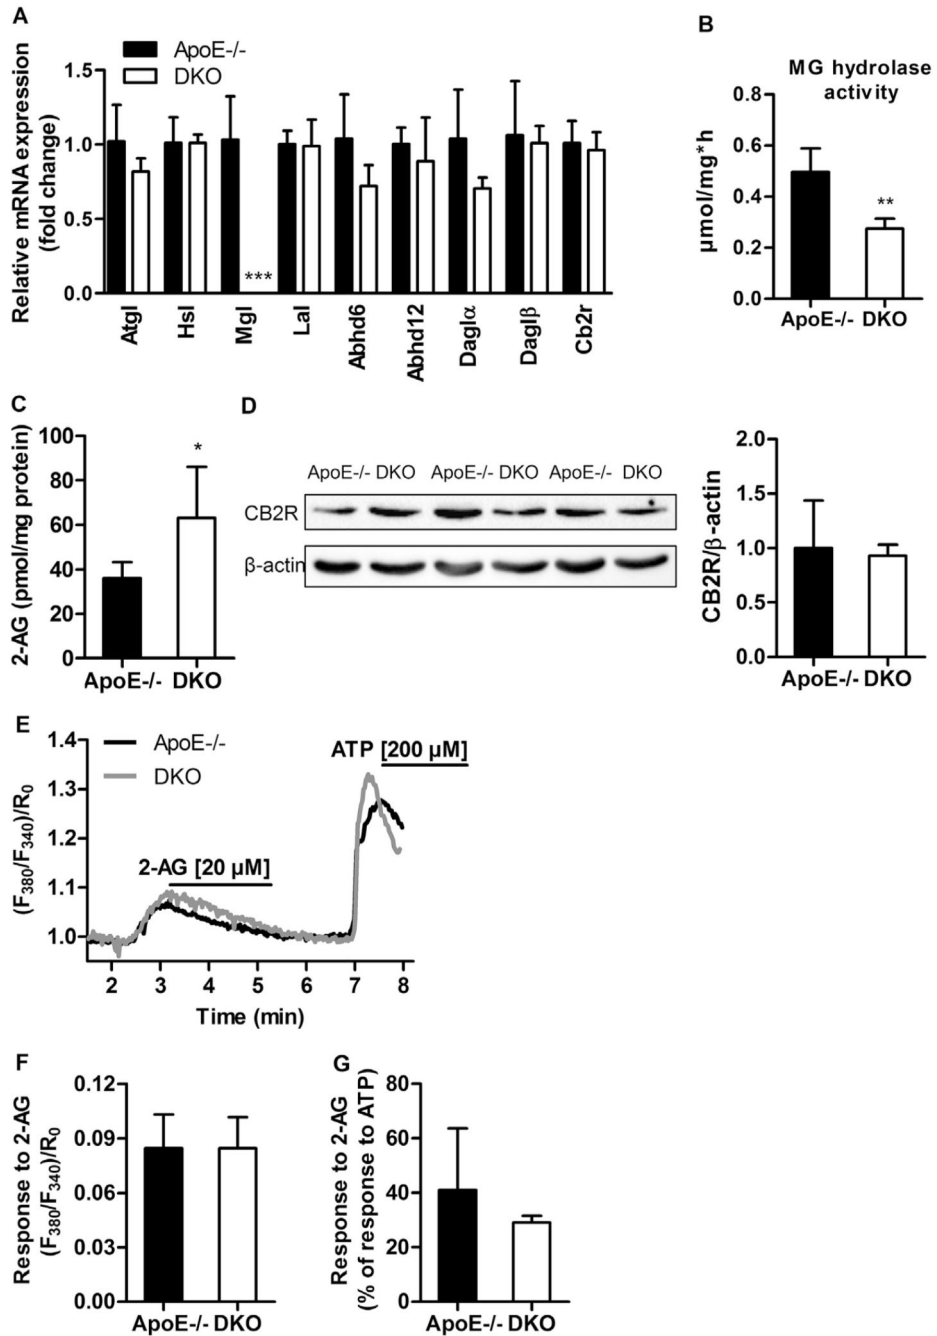 A
ApoE-/-
DKO
Relative mRNA expression
(fold change)
1.5
1.0
0.5
0.0
***
Atgl
Hsl
Mgl
Lal
Abhd6
Abhd12
Daglα
Daglβ
Cb2r
B
MG hydrolase
activity
µmol/mg*h
0.8
0.6
0.4
0.2
0.0
**
ApoE-/- DKO
C
2-AG (pmol/mg protein)
100
80
60
40
20
0
*
ApoE-/- DKO
D
ApoE-/- DKO ApoE-/- DKO ApoE-/- DKO
CB2R
β-actin
CB2R/β-actin
2.0
1.5
1.0
0.5
0.0
ApoE-/- DKO
E
ApoE-/-
DKO
(F380/F340)/R0
1.4
1.3
1.2
1.1
1.0
2-AG [20 µM]
ATP [200 µM]
2 3 4 5 6 7 8
Time (min)
F
Response to 2-AG
(F380/F340)/R0
0.12
0.09
0.06
0.03
0.00
ApoE-/- DKO
G
Response to 2-AG
(% of response to ATP)
80
60
40
20
0
ApoE-/- DKO